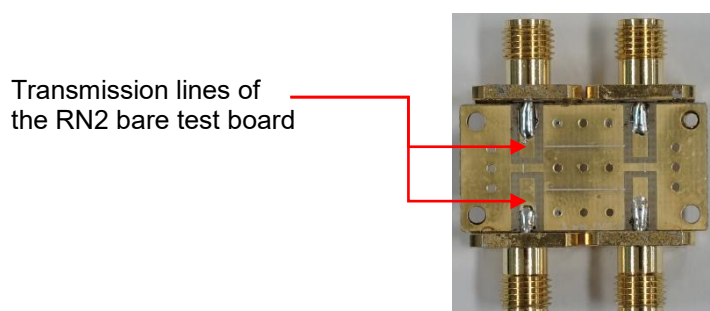 Transmission lines of
the RN2 bare test board